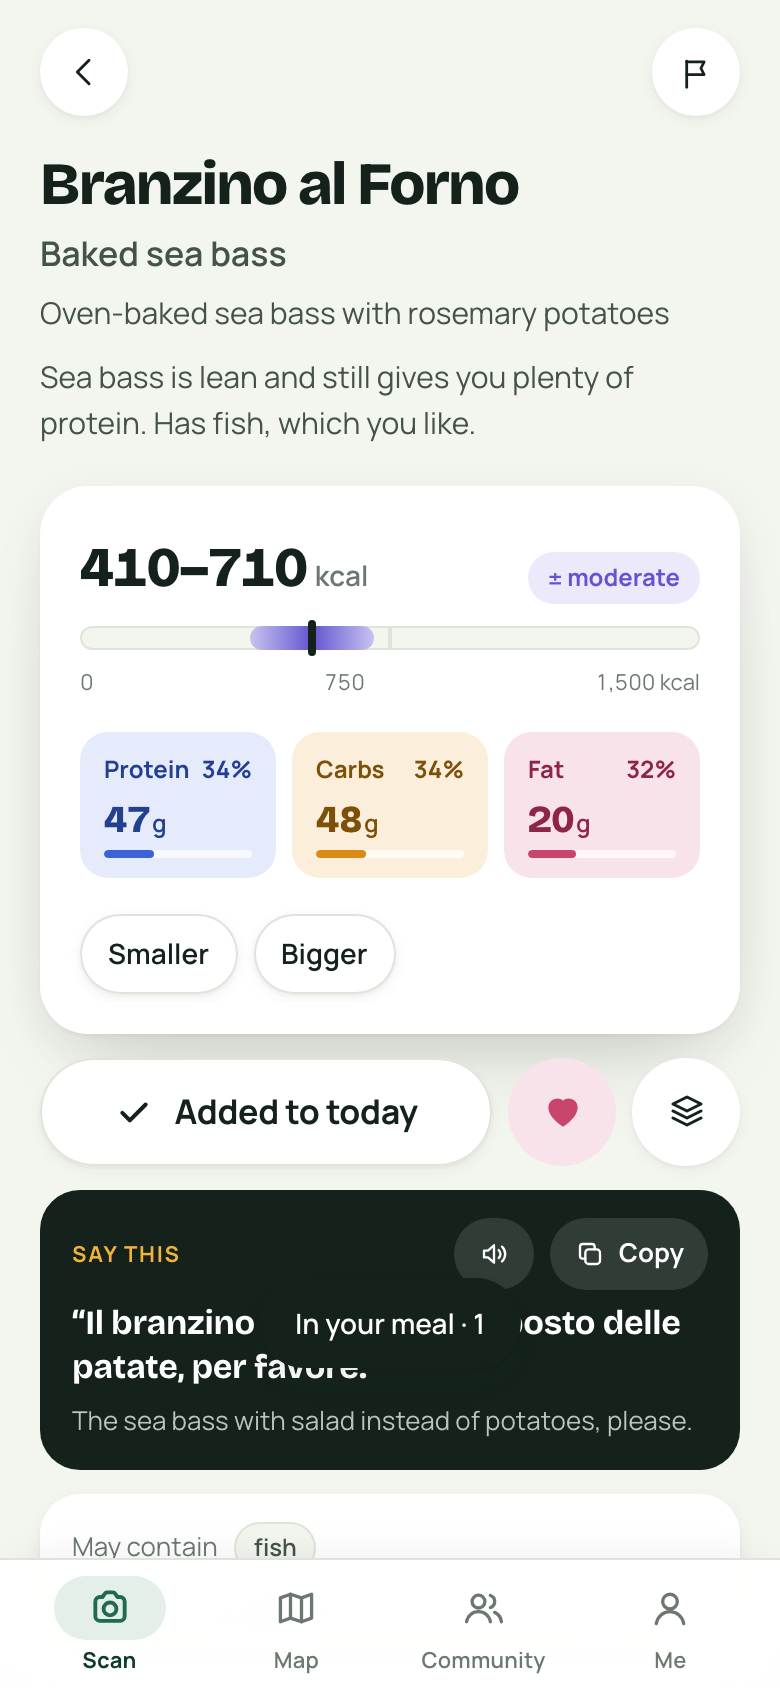 Branzino al Forno
Baked sea bass
Oven-baked sea bass with rosemary potatoes
Sea bass is lean and still gives you plenty of
protein. Has fish, which you like.
410–710 kcal
± moderate
0 750 1,500 kcal
Protein 34%
47g
Carbs 34%
48g
Fat 32%
20g
Smaller
Bigger
Added to today
SAY THIS
Copy
“Il branzino
In your meal · 1
delle
patate, per
The sea bass with salad instead of potatoes, please.
May contain fish
Scan
Map
Community
Me